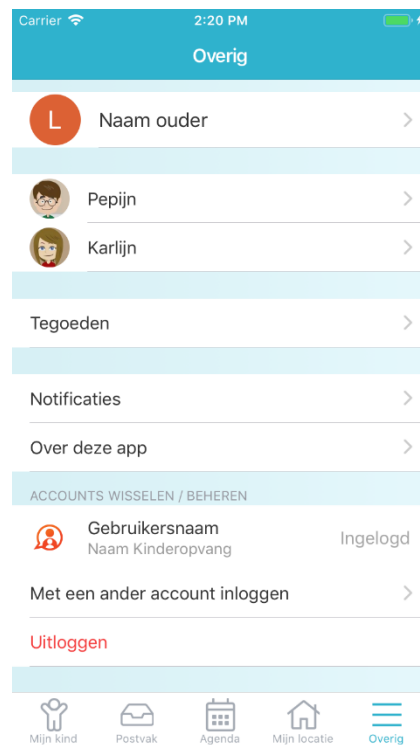 Carrier 2:20 PM
Overig
L Naam ouder
Pepijn
Karlijn
Tegoeden
Notificaties
Over deze app
ACCOUNTS WISSELEN / BEHEREN
Gebruikersnaam
Naam Kinderopvang
Ingelogd
Met een ander account inloggen
Uitloggen
Mijn kind Postvak Agenda Mijn locatie Overig